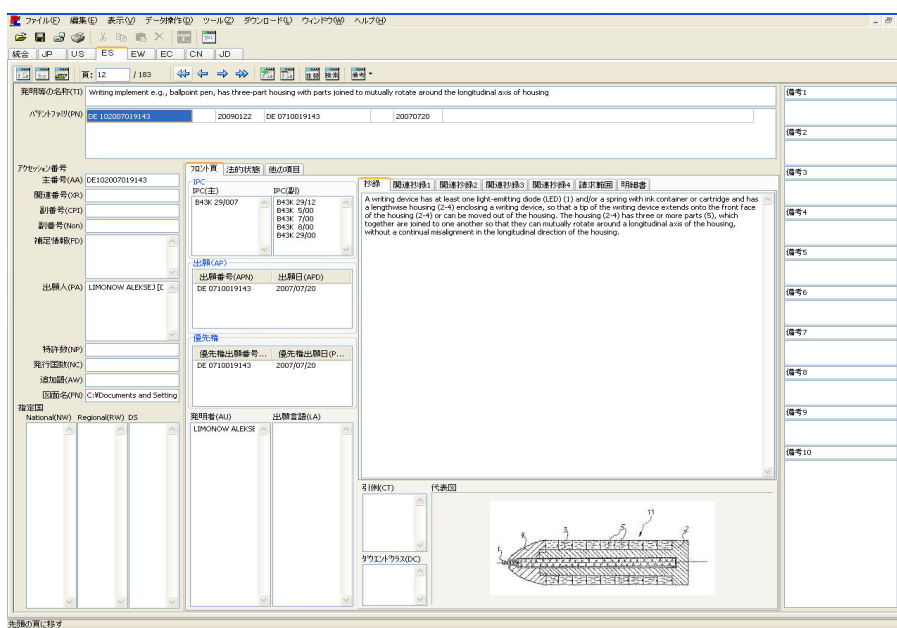 ファイル(F) 編集(E) 表示(V) データ操作(D) ツール(Z) ダウンロード(L) ウィンドウ(W) ヘルプ(H)
統合 JP US ES EW EC CN JD
頁: 12 / 183
発明等の名称(TI) Writing implement e.g., ballpoint pen, has three-part housing with parts joined to mutually rotate around the longitudinal axis of housing
パテントファミリ(PN) DE 102007019143 20090122 DE 0710019143 20070720
アクセッション番号
主番号(AA) DE102007019143
関連番号(XR)
副番号(CPI)
副番号(Non)
補足情報(FD)
出願人(PA) LIMONOW ALEKSEJ [DE
特許数(NP)
発行国数(NC)
追加語(AW)
図面名(FN) C:¥Documents and Setting
指定国
National(NW) Regional(RW) DS
フロント頁 法的状態 他の項目
IPC
IPC(主) IPC(副)
B43K 29/007 B43K 29/12
B43K 5/00
B43K 7/00
B43K 8/00
B43K 29/00
出願(AP)
出願番号(APN) 出願日(APD)
DE 0710019143 2007/07/20
優先権
優先権出願番号... 優先権出願日(P...
DE 0710019143 2007/07/20
発明者(AU) 出願言語(LA)
LIMONOW ALEKSE
抄録 関連抄録1 関連抄録2 関連抄録3 関連抄録4 請求範囲 明細書
A writing device has at least one light-emitting diode (LED) (1) and/or a spring with ink container or cartridge and has
a lengthwise housing (2-4) enclosing a writing device, so that a tip of the writing device extends onto the front face
of the housing (2-4) or can be moved out of the housing. The housing (2-4) has three or more parts (5), which
together are joined to one another so that they can mutually rotate around a longitudinal axis of the housing,
without a continual misalignment in the longitudinal direction of the housing.
引例(CT) 代表図
ダウエントクラス(DC)
1 4 3 5 11 2
備考1
備考2
備考3
備考4
備考5
備考6
備考7
備考8
備考9
備考10
先頭の頁に移す